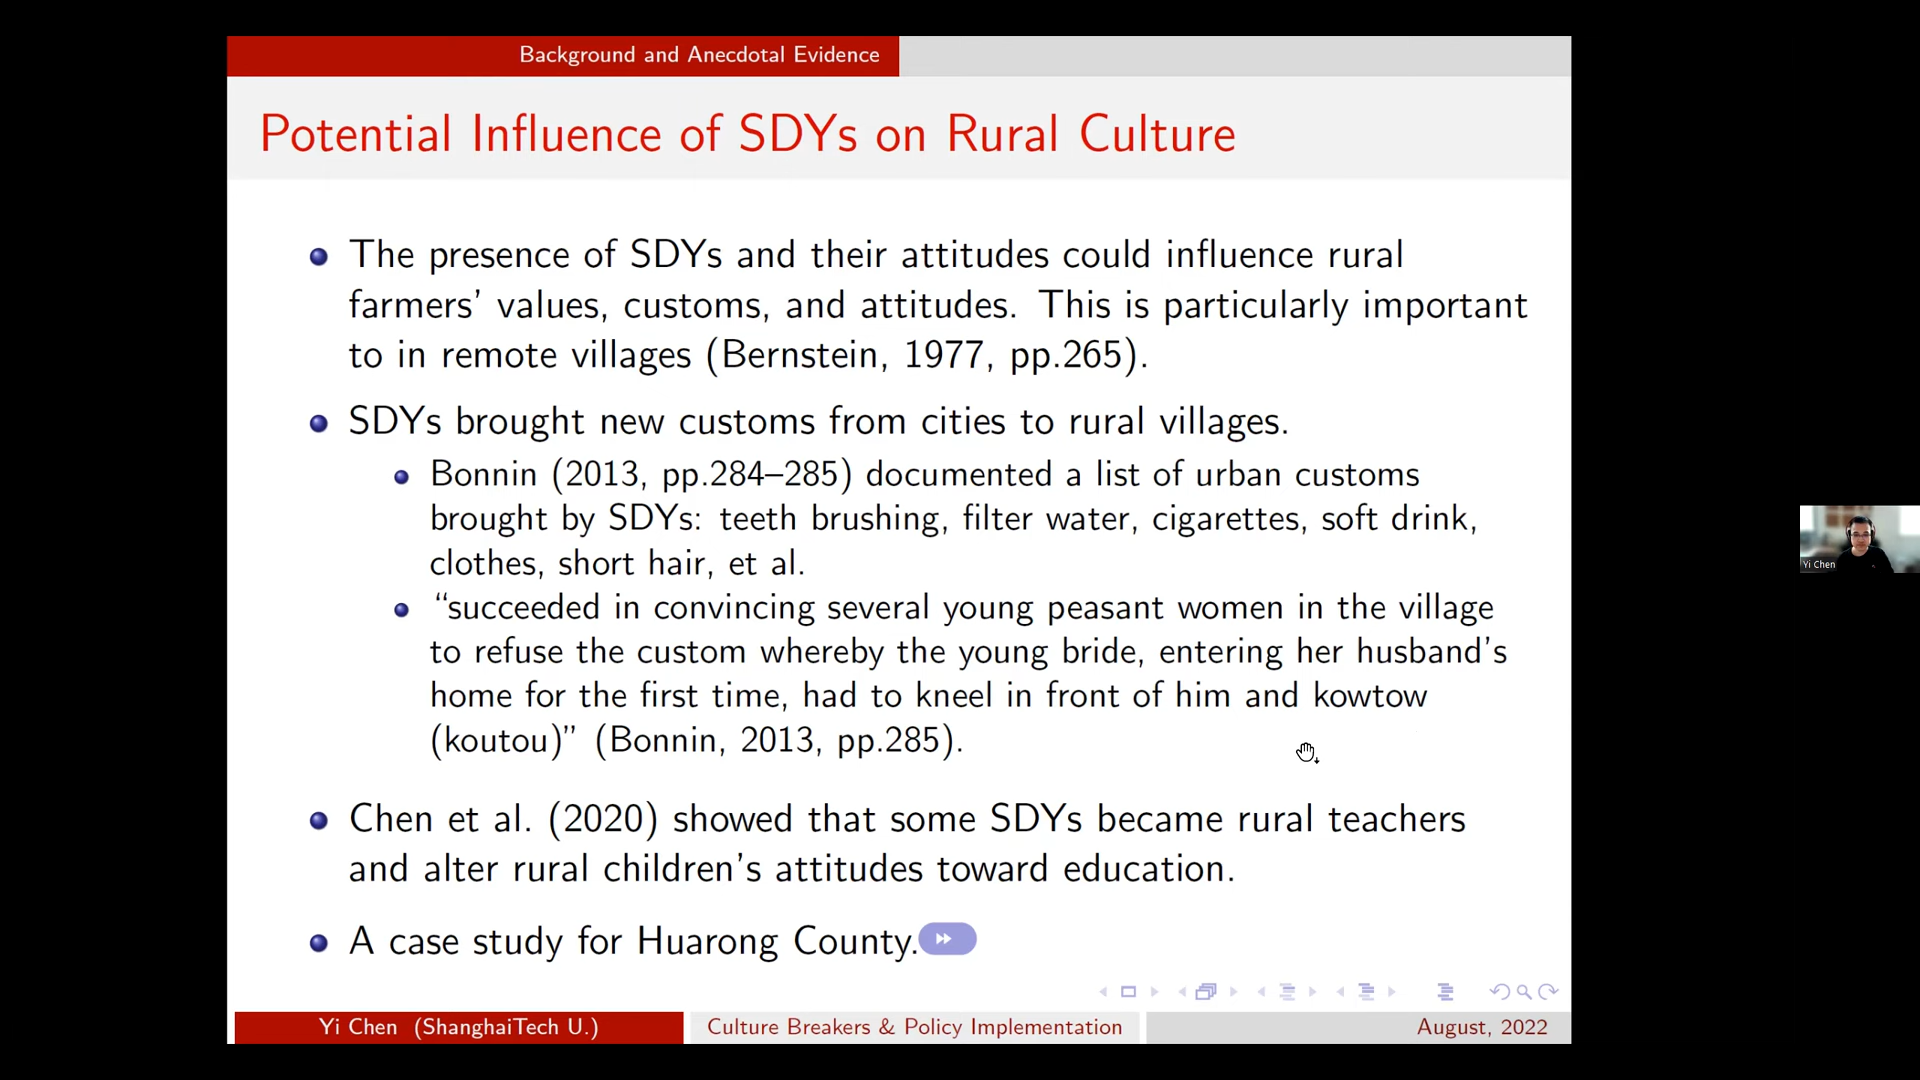 Background and Anecdotal Evidence
Potential Influence of SDYs on Rural Culture
The presence of SDYs and their attitudes could influence rural
farmers’ values, customs, and attitudes. This is particularly important
to in remote villages (Bernstein, 1977, pp.265).
SDYs brought new customs from cities to rural villages.
Bonnin (2013, pp.284–285) documented a list of urban customs
brought by SDYs: teeth brushing, filter water, cigarettes, soft drink,
clothes, short hair, et al.
“succeeded in convincing several young peasant women in the village
to refuse the custom whereby the young bride, entering her husband’s
home for the first time, had to kneel in front of him and kowtow
(koutou)” (Bonnin, 2013, pp.285).
Chen et al. (2020) showed that some SDYs became rural teachers
and alter rural children’s attitudes toward education.
A case study for Huarong County.
Yi Chen (ShanghaiTech U.)
Culture Breakers & Policy Implementation
August, 2022
Yi Chen